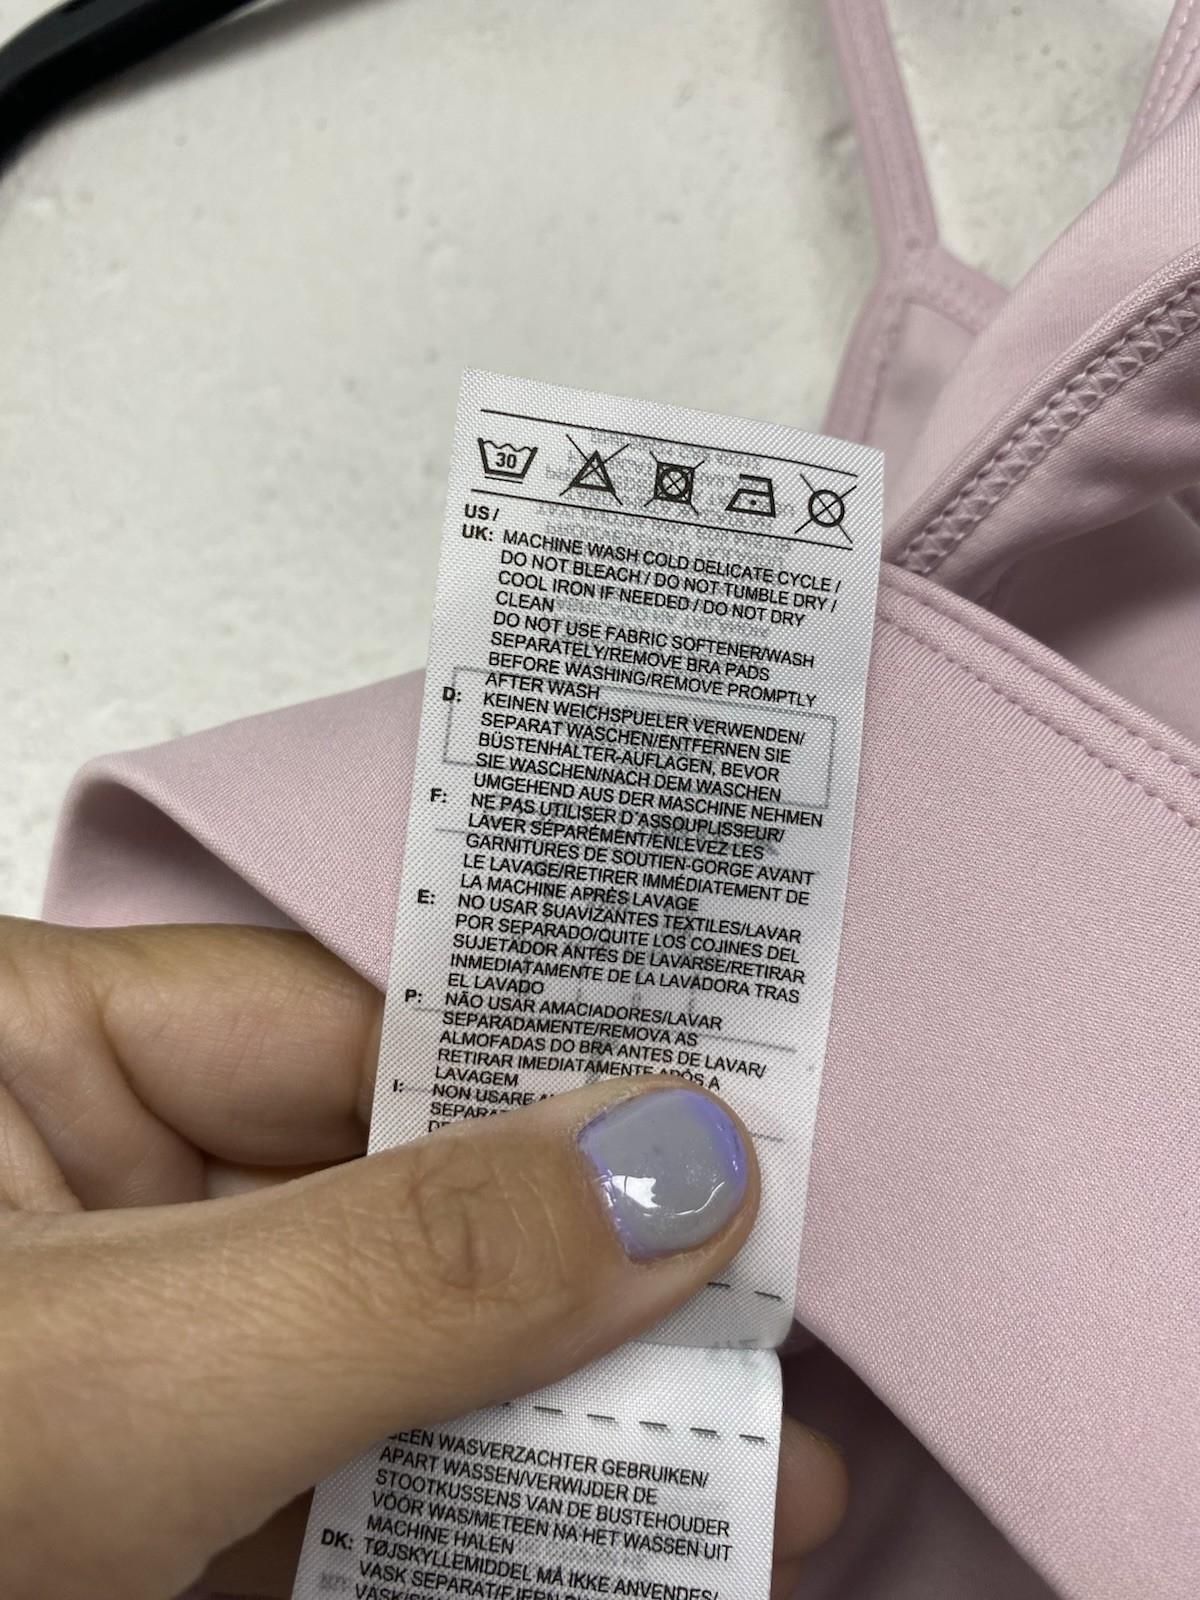 30
US /
UK: MACHINE WASH COLD DELICATE CYCLE /
DO NOT BLEACH / DO NOT TUMBLE DRY /
COOL IRON IF NEEDED / DO NOT DRY
CLEAN
DO NOT USE FABRIC SOFTENER/WASH
SEPARATELY/REMOVE BRA PADS
BEFORE WASHING/REMOVE PROMPTLY
AFTER WASH
D: KEINEN WEICHSPUELER VERWENDEN/
SEPARAT WASCHEN/ENTFERNEN SIE
BÜSTENHALTER-AUFLAGEN, BEVOR
SIE WASCHEN/NACH DEM WASCHEN
UMGEHEND AUS DER MASCHINE NEHMEN
F: NE PAS UTILISER D'ASSOUPLISSEUR/
LAVER SÉPARÉMENT/ENLEVEZ LES
GARNITURES DE SOUTIEN-GORGE AVANT
LE LAVAGE/RETIRER IMMÉDIATEMENT DE
LA MACHINE APRÈS LAVAGE
E: NO USAR SUAVIZANTES TEXTILES/LAVAR
POR SEPARADO/QUITE LOS COJINES DEL
SUJETADOR ANTES DE LAVARSE/RETIRAR
INMEDIATAMENTE DE LA LAVADORA TRAS
EL LAVADO
P: NÃO USAR AMACIADORES/LAVAR
SEPARADAMENTE/REMOVA AS
ALMOFADAS DO BRA ANTES DE LAVAR/
RETIRAR IMEDIATAMENTE APÓS A
LAVAGEM
I: NON USARE
GEEN WASVERZACHTER GEBRUIKEN/
APART WASSEN/VERWIJDER DE
STOOTKUSSENS VAN DE BUSTEHOUDER
VÓÓR WAS/METEEN NA HET WASSEN UIT
MACHINE HALEN
DK: TØJSKYLLEMIDDEL MÅ IKKE ANVENDES/
VASK SEPARAT/FJERN